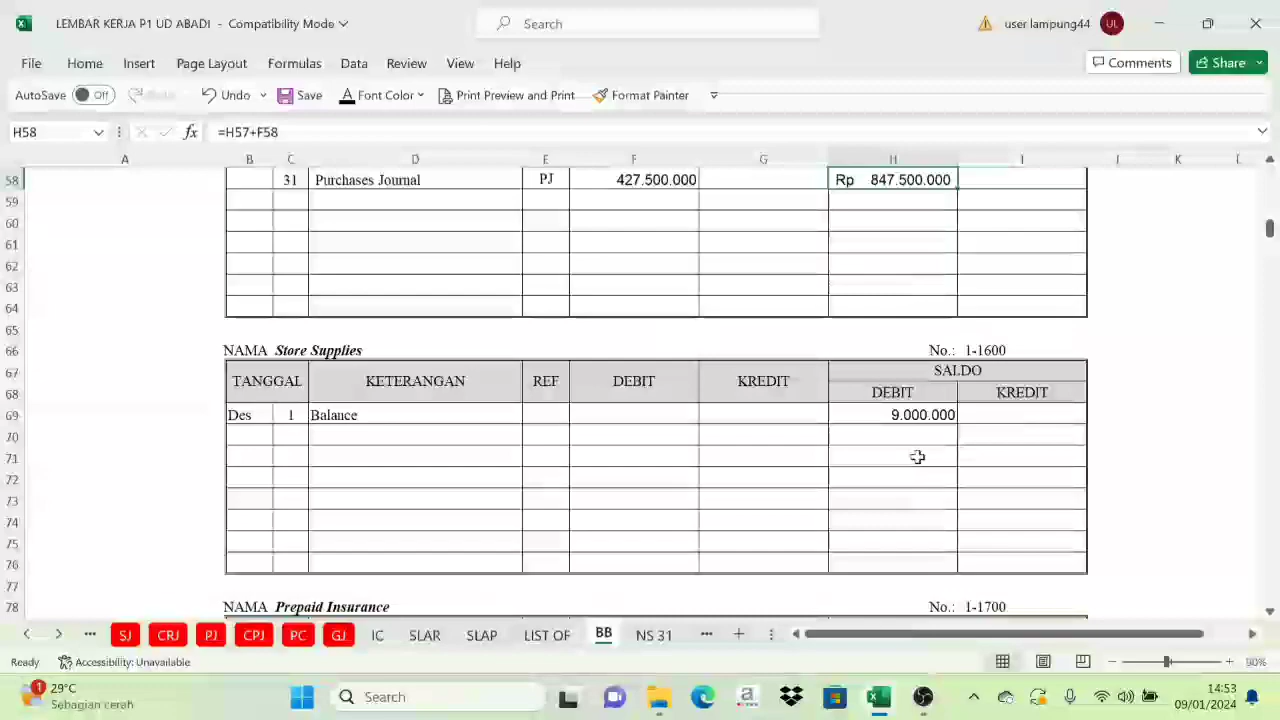 LEMBAR KERJA P1 UD ABADI - Compatibility Mode
Search
user lampung44
UL
File Home Insert Page Layout Formulas Data Review View Help
Comments
Share
AutoSave Off
Undo
Save
Font Color
Print Preview and Print
Format Painter
H58
fx
=H57+F58
A B C D E F G H I J K L
58 31 Purchases Journal PJ 427.500.000 Rp 847.500.000
59
60
61
62
63
64
65
66 NAMA Store Supplies No.: 1-1600
67 TANGGAL KETERANGAN REF DEBIT KREDIT SALDO
68 DEBIT KREDIT
69 Des 1 Balance 9.000.000
70
71
72
73
74
75
76
77
78 NAMA Prepaid Insurance No.: 1-1700
SJ CRJ PJ CPJ PC GJ IC SLAR SLAP LIST OF BB NS 31
Ready
Accessibility: Unavailable
90%
1
29°C
Sebagian cerah
Search
14:53
09/01/2024